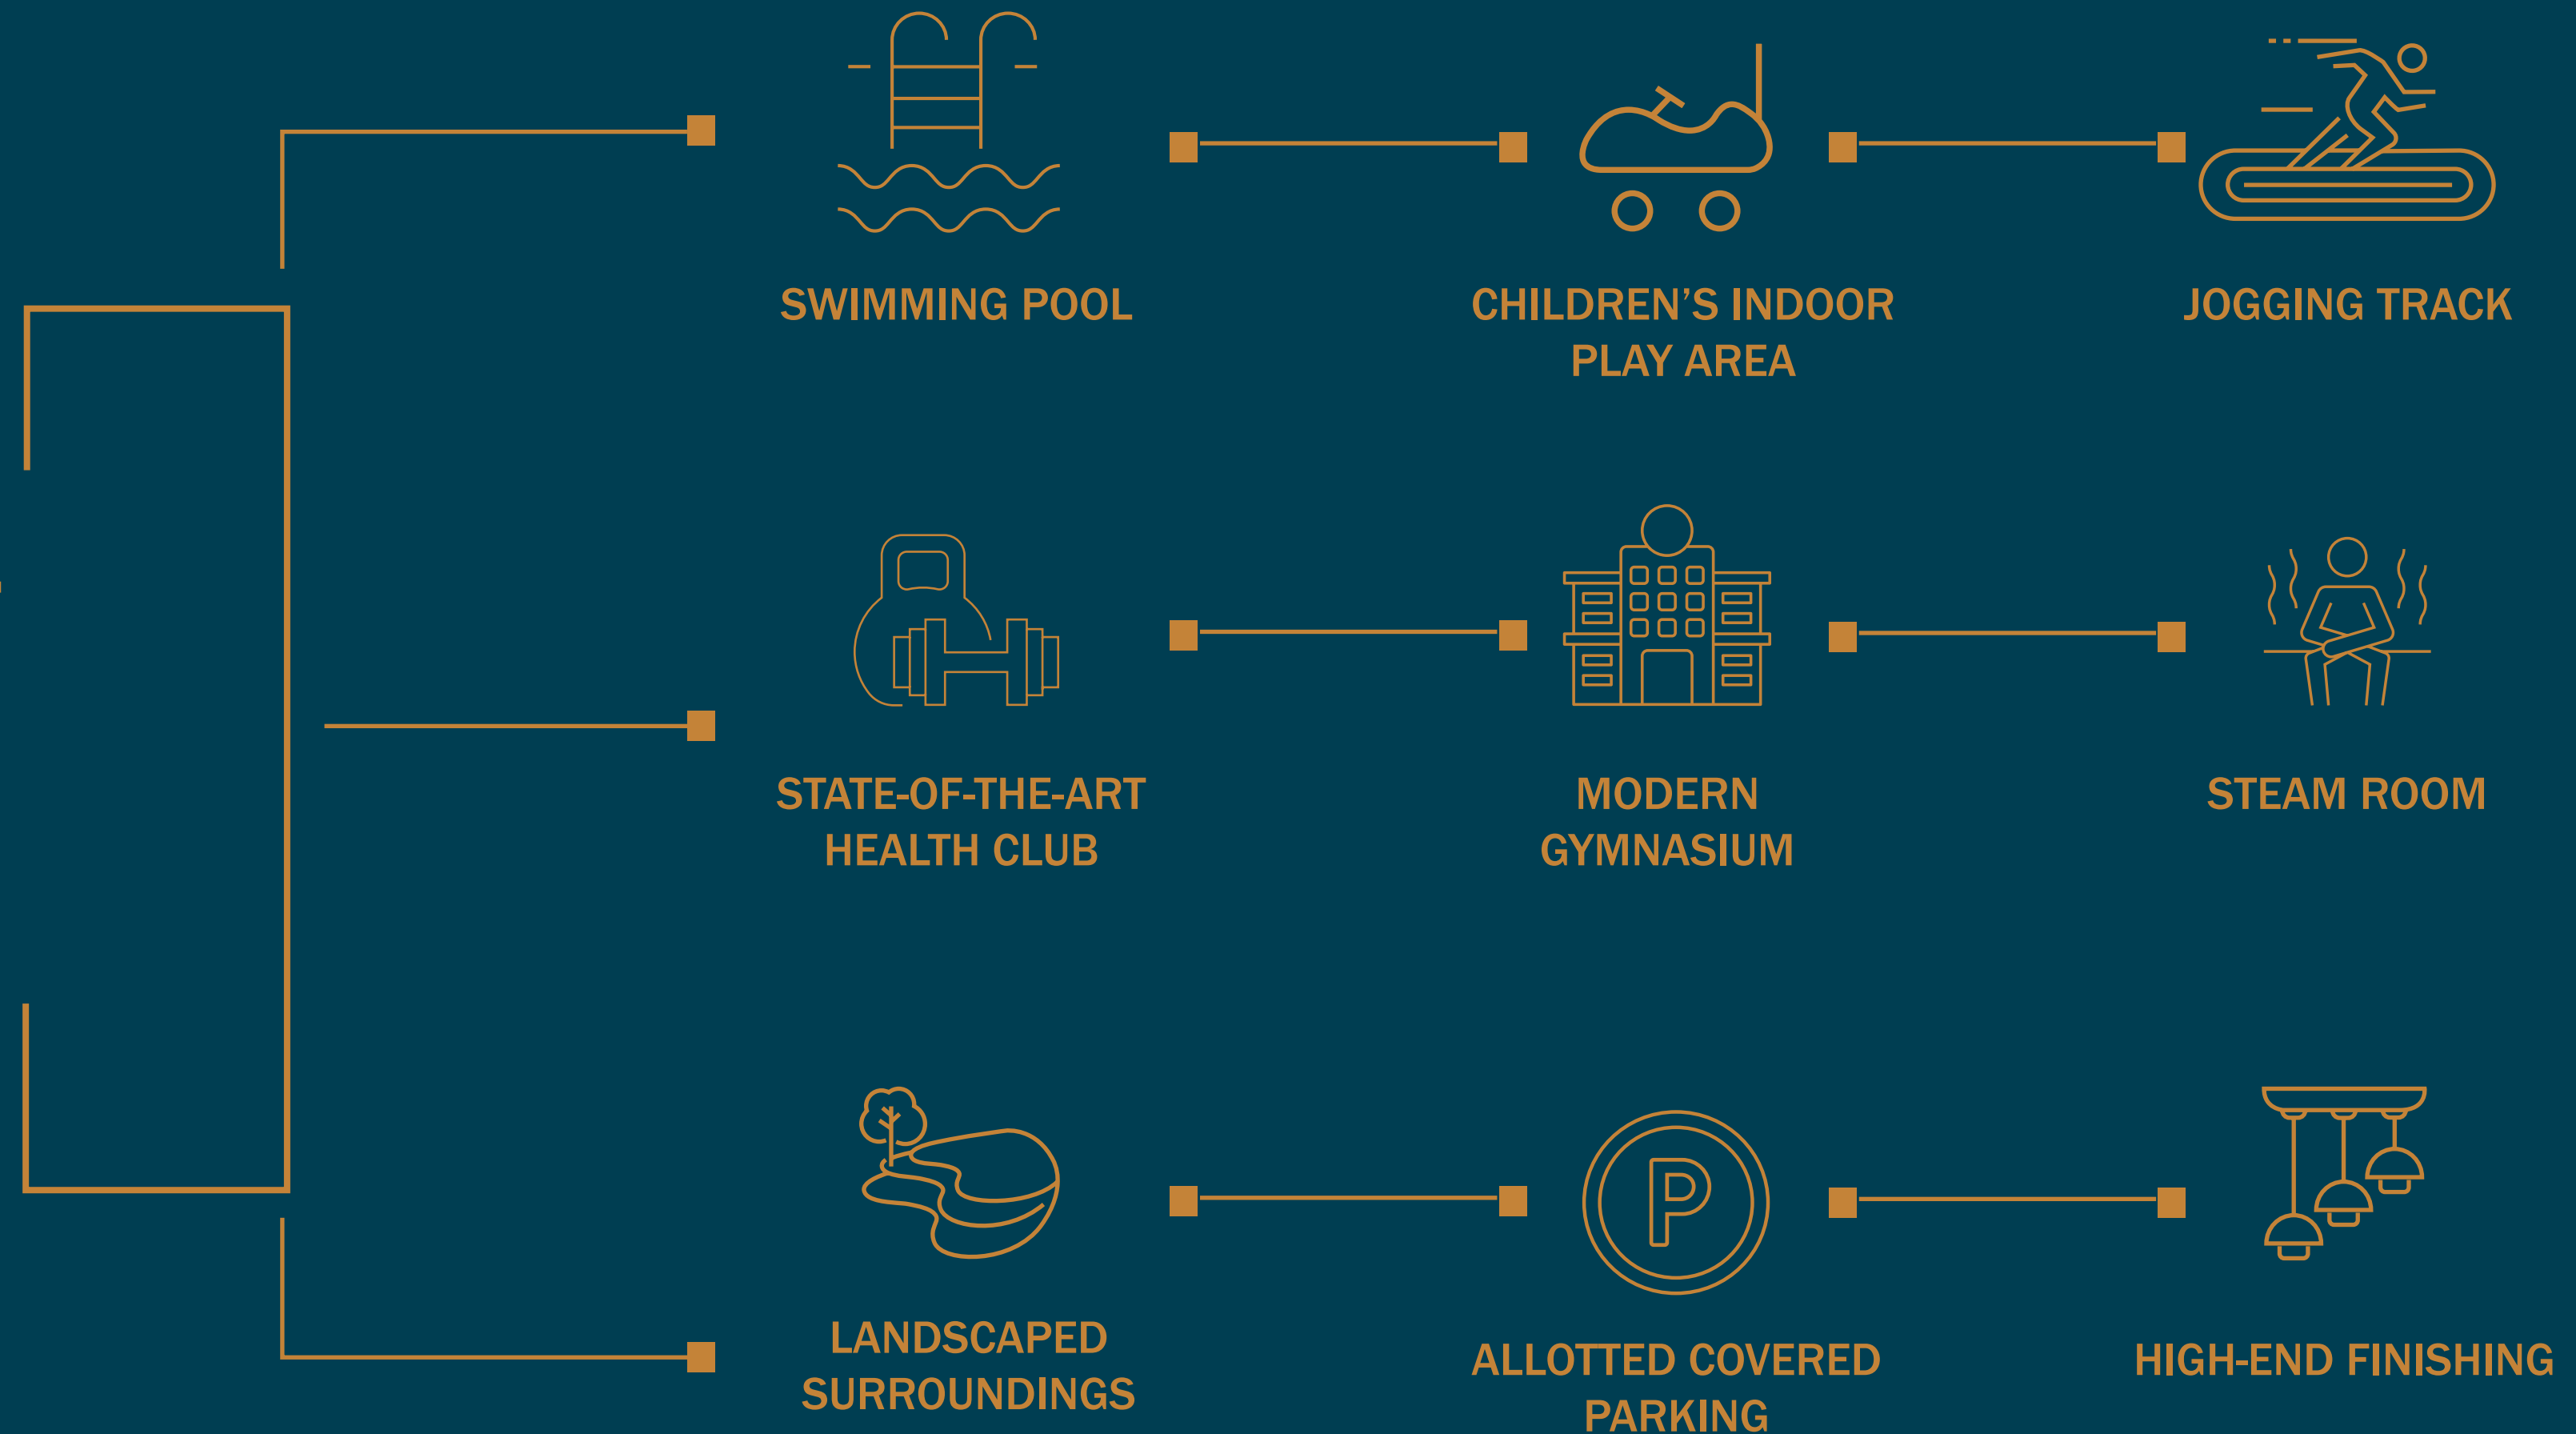 SWIMMING POOL
CHILDREN’S INDOOR
PLAY AREA
JOGGING TRACK
STATE-OF-THE-ART
HEALTH CLUB
MODERN
GYMNASIUM
STEAM ROOM
LANDSCAPED
SURROUNDINGS
P
ALLOTTED COVERED
PARKING
HIGH-END FINISHING